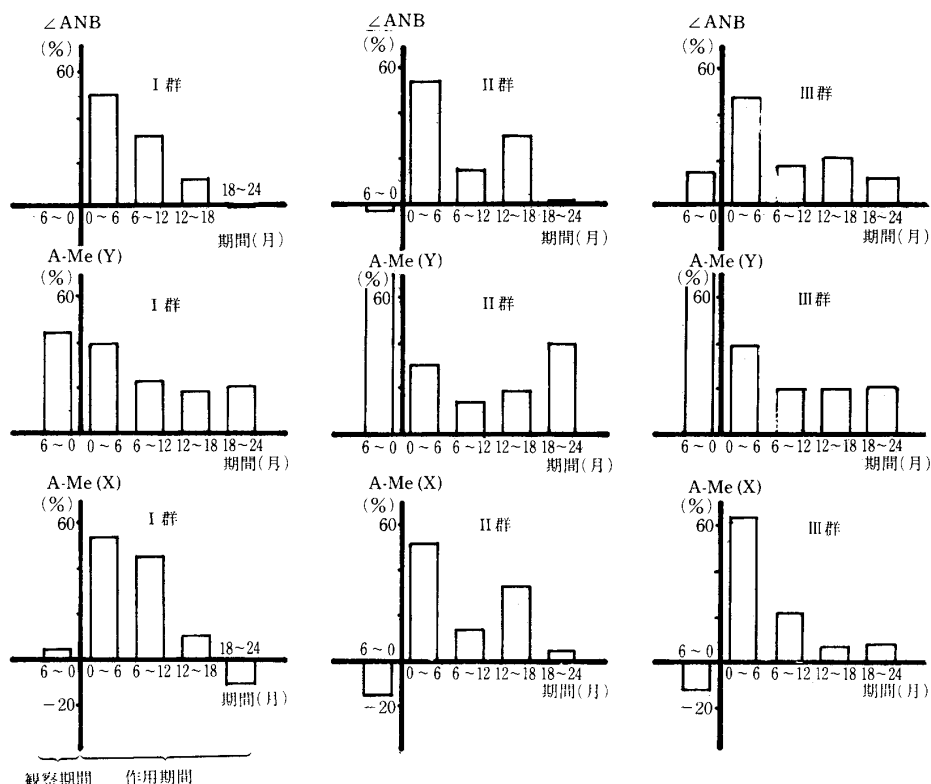 ∠ANB ∠ANB ∠ANB
(%) (%) (%)
60 60 60
I 群 II 群 III 群
18~24 6 ~ 0
6 ~ 0 0 ~ 6 6 ~12 12~18
0 ~ 6 6 ~12 12~18 18~24
6 ~ 0 0 ~ 6 6 ~12 12~18 18~24
期間(月) 期間(月) 期間(月)
A-Me (Y) A-Me (Y) A-Me (Y)
(%) (%) (%)
60 60 60
I 群 II 群 III 群
6 ~ 0 0 ~ 6 6 ~12 12~18 18~24
6 ~ 0 0 ~ 6 6 ~12 12~18 18~24
6 ~ 0 0 ~ 6 6 ~12 12~18 18~24
期間(月) 期間(月) 期間(月)
A-Me (X) A-Me (X) A-Me (X)
(%) (%) (%)
60 60 60
I 群 II 群 III 群
18~24 6 ~ 0 6 ~ 0
6 ~ 0 0 ~ 6 6 ~12 12~18
0 ~ 6 6 ~12 12~18 18~24
0 ~ 6 6 ~12 12~18 18~24
期間(月) 期間(月) 期間(月)
-20 -20 -20
観察期間 作用期間